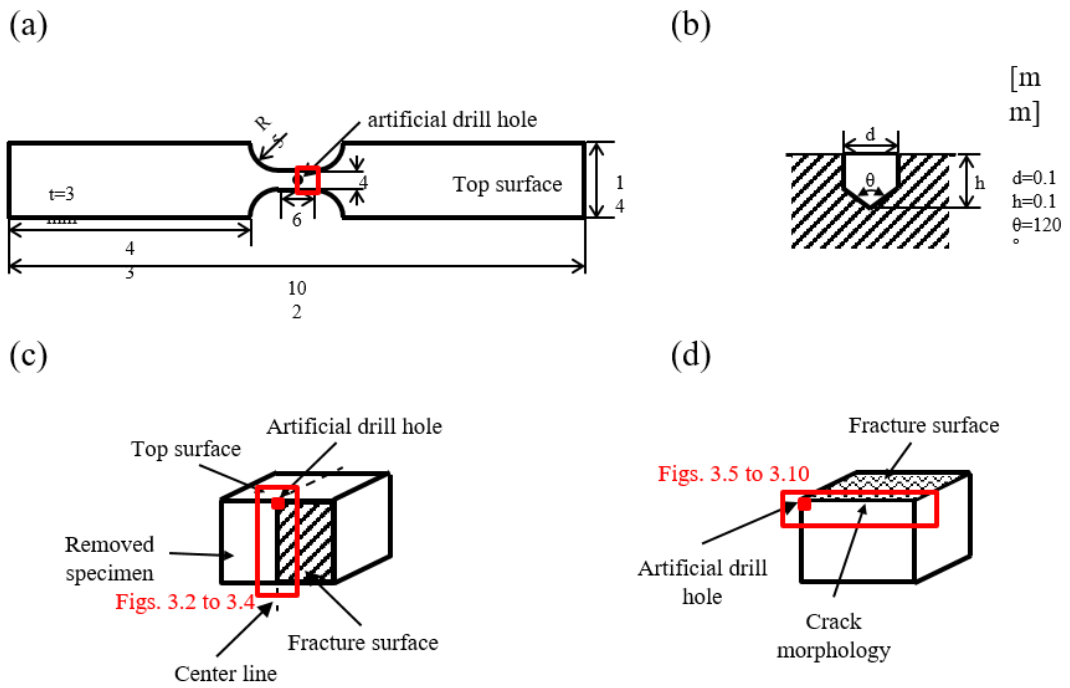 (a)
(b)
[m
m]
R
5
artificial drill hole
Top surface
t=3
mm
4
6
1
4
4
3
10
2
d
θ
h
d=0.1
h=0.1
θ=120
°
(c)
(d)
Artificial drill hole
Top surface
Removed
specimen
Figs. 3.2 to 3.4
Fracture surface
Center line
Fracture surface
Figs. 3.5 to 3.10
Artificial drill
hole
Crack
morphology